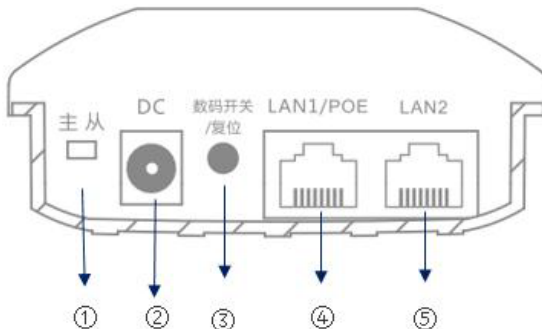 主 从
DC
数码开关
/复位
LAN1/POE
LAN2
① ② ③ ④ ⑤